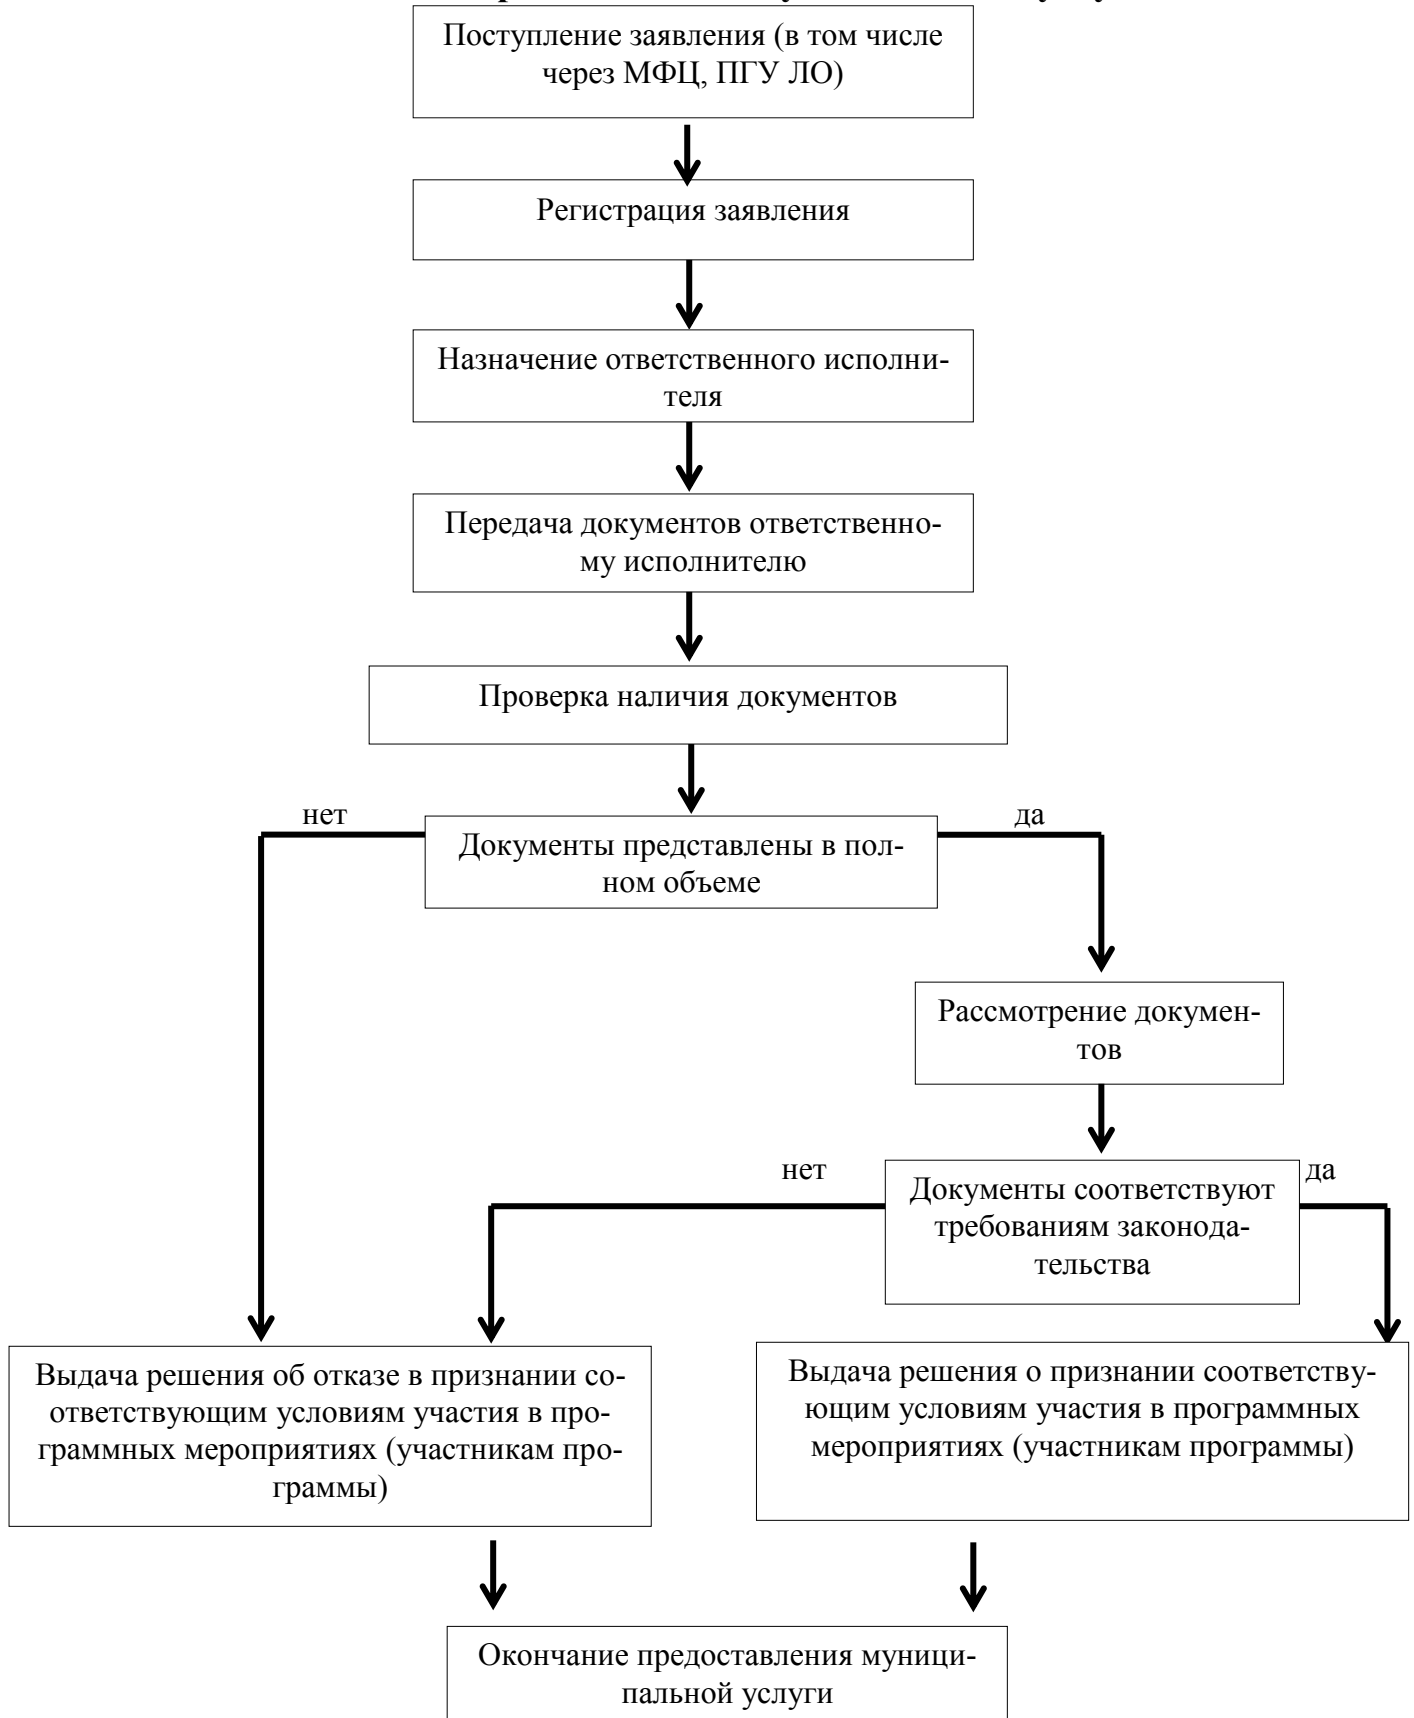 Поступление заявления (в том числе
через МФЦ, ПГУ ЛО)
Регистрация заявления
Назначение ответственного исполни-
теля
Передача документов ответственно-
му исполнителю
Проверка наличия документов
нет
да
Документы представлены в пол-
ном объеме
Рассмотрение докумен-
тов
нет
да
Документы соответствуют
требованиям законода-
тельства
Выдача решения об отказе в признании со-
ответствующим условиям участия в про-
граммных мероприятиях (участникам про-
граммы)
Выдача решения о признании соответству-
ющим условиям участия в программных
мероприятиях (участникам программы)
Окончание предоставления муници-
пальной услуги